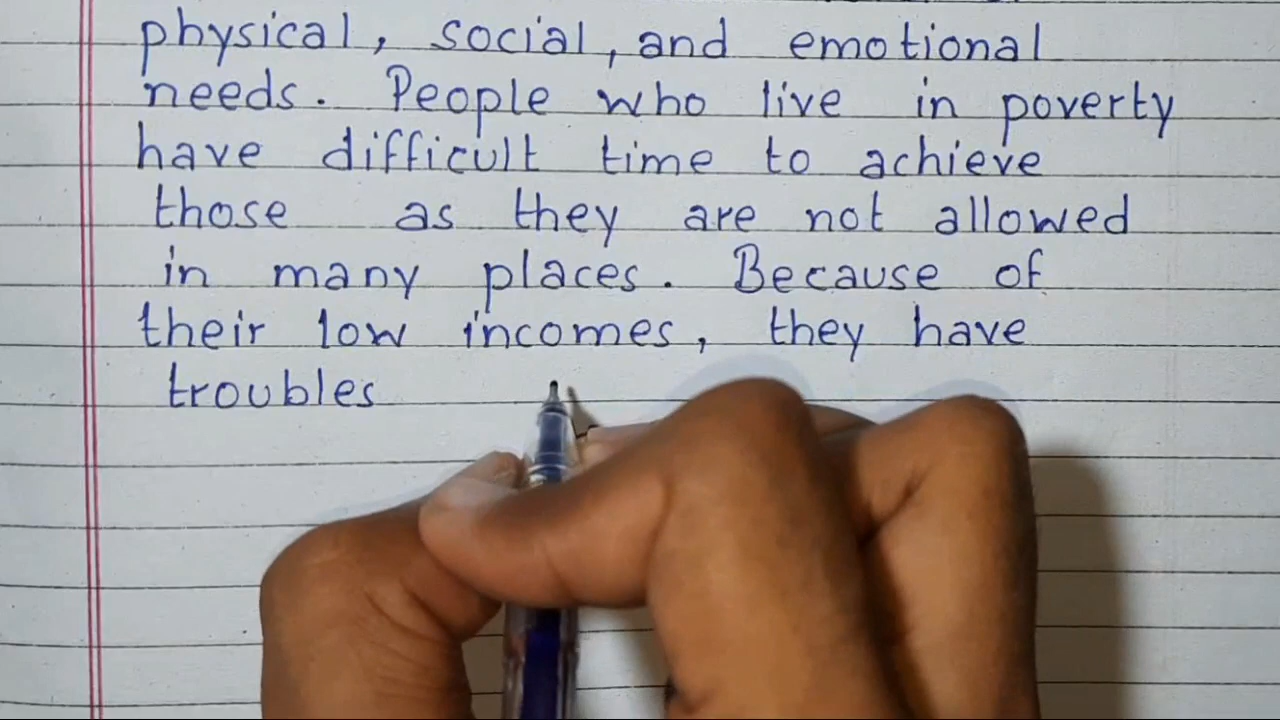 physical, social, and emotional
needs. People who live in poverty
have difficult time to achieve
those as they are not allowed
in many places. Because of
their low incomes, they have
troubles